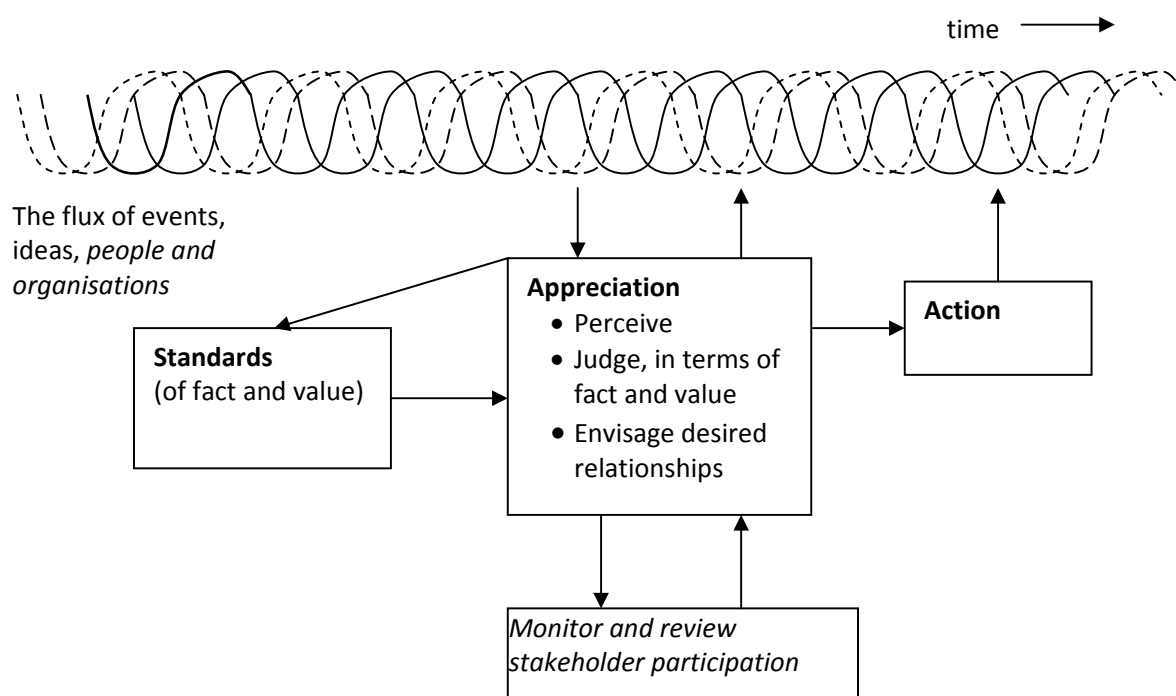 time
The flux of events,
ideas, people and
organisations
Standards
(of fact and value)
Appreciation
• Perceive
• Judge, in terms of
fact and value
• Envisage desired
relationships
Action
Monitor and review
stakeholder participation